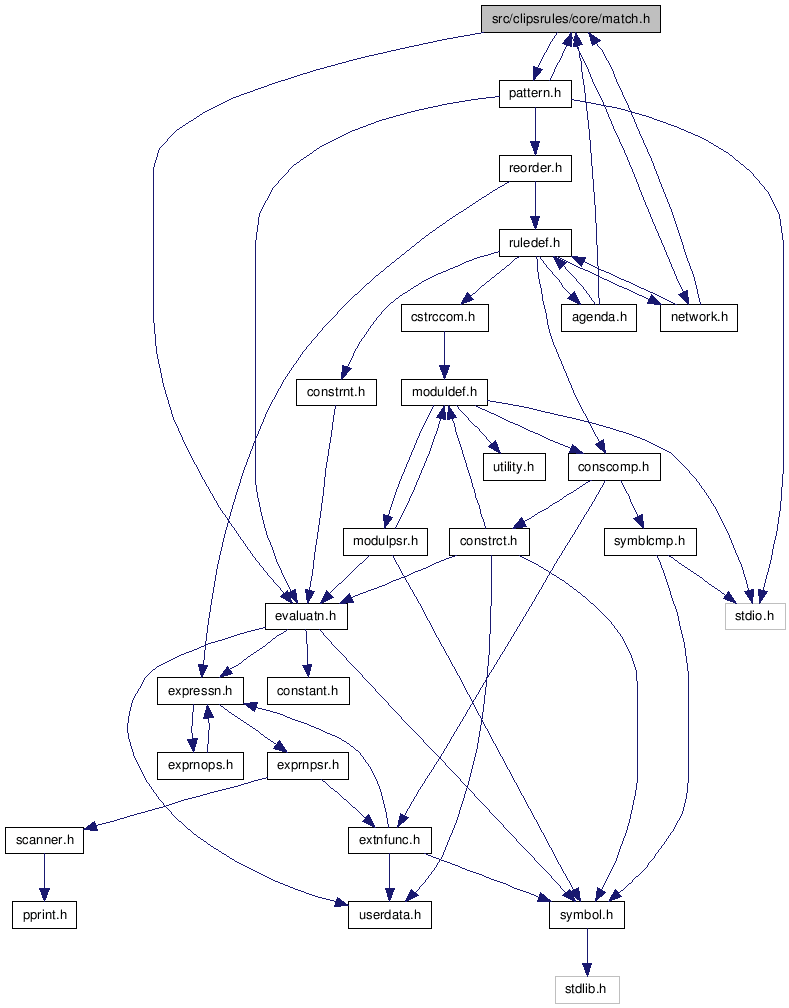 src/clipsrules/core/match.h
pattern.h
reorder.h
ruledef.h
cstrccom.h
agenda.h
network.h
constrnt.h
moduldef.h
utility.h
conscomp.h
modulpsr.h
constrct.h
symblcmp.h
evaluatn.h
stdio.h
expressn.h
constant.h
exprnops.h
exprnpsr.h
scanner.h
extnfunc.h
pprint.h
userdata.h
symbol.h
stdlib.h